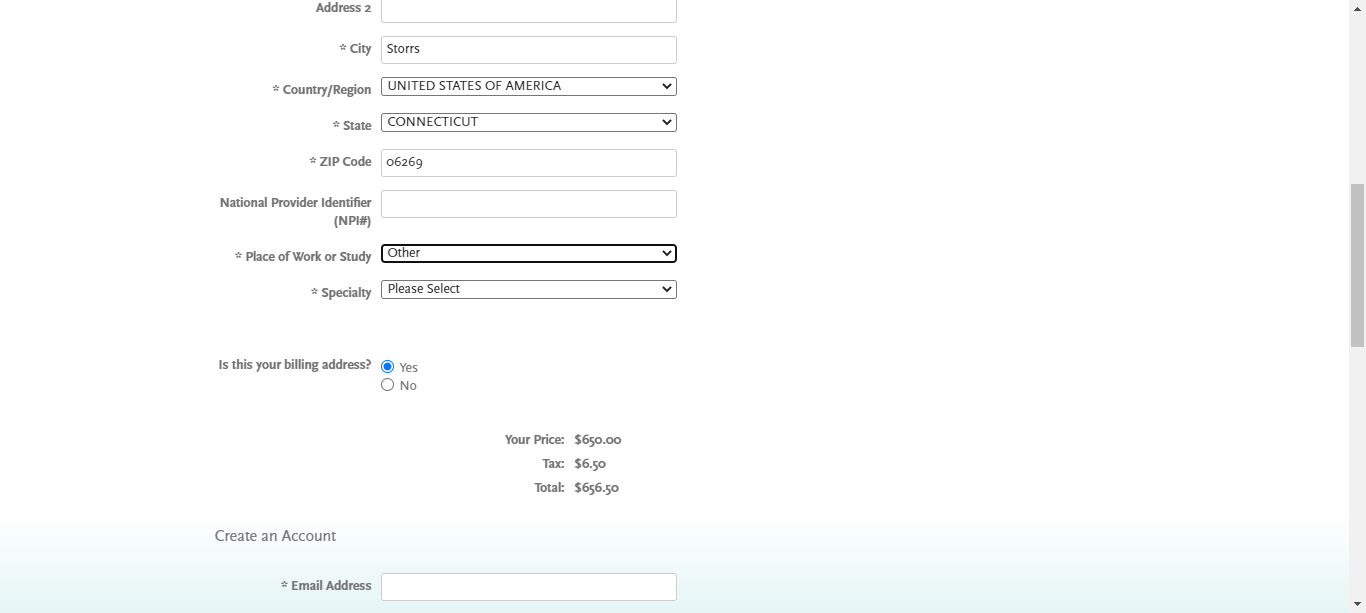 Address 2
* City Storrs
* Country/Region UNITED STATES OF AMERICA
* State CONNECTICUT
* ZIP Code 06269
National Provider Identifier
(NPI#)
* Place of Work or Study Other
* Specialty Please Select
Is this your billing address? Yes
No
Your Price: $650.00
Tax: $6.50
Total: $656.50
Create an Account
* Email Address